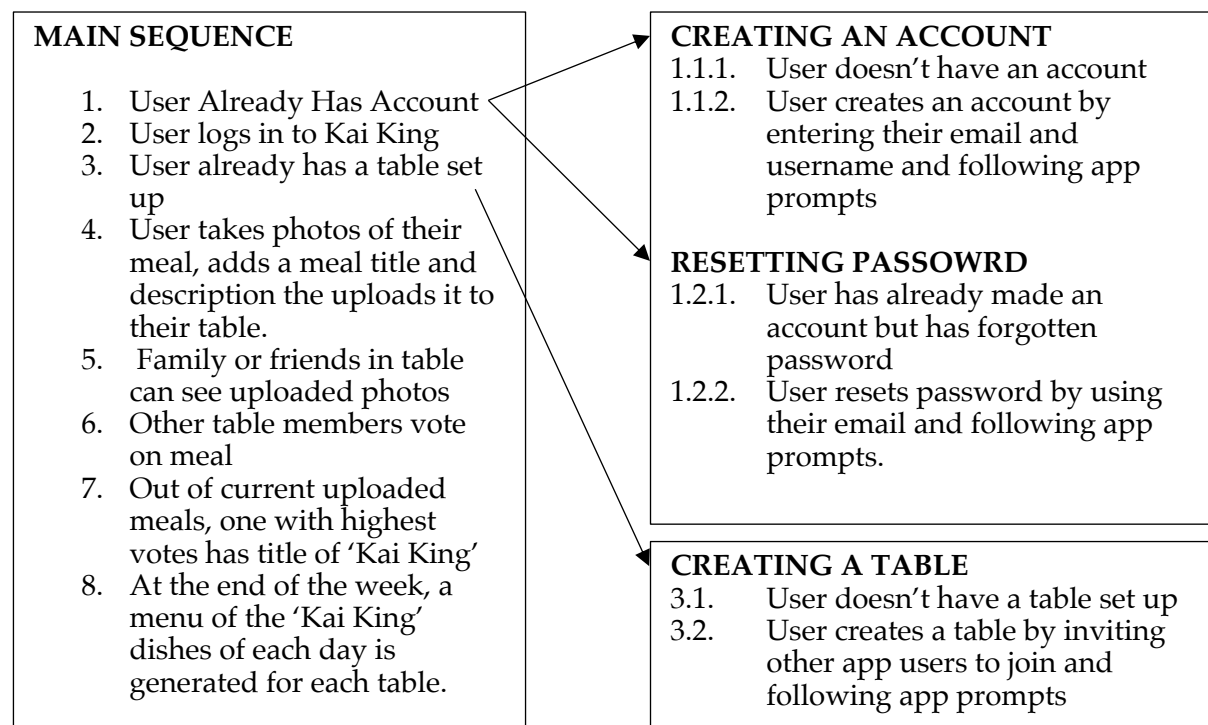 MAIN SEQUENCE
1. User Already Has Account
2. User logs in to Kai King
3. User already has a table set
up
4. User takes photos of their
meal, adds a meal title and
description the uploads it to
their table.
5. Family or friends in table
can see uploaded photos
6. Other table members vote
on meal
7. Out of current uploaded
meals, one with highest
votes has title of ‘Kai King’
8. At the end of the week, a
menu of the ‘Kai King’
dishes of each day is
generated for each table.
CREATING AN ACCOUNT
1.1.1. User doesn’t have an account
1.1.2. User creates an account by
entering their email and
username and following app
prompts
RESETTING PASSOWRD
1.2.1. User has already made an
account but has forgotten
password
1.2.2. User resets password by using
their email and following app
prompts.
CREATING A TABLE
3.1. User doesn’t have a table set up
3.2. User creates a table by inviting
other app users to join and
following app prompts